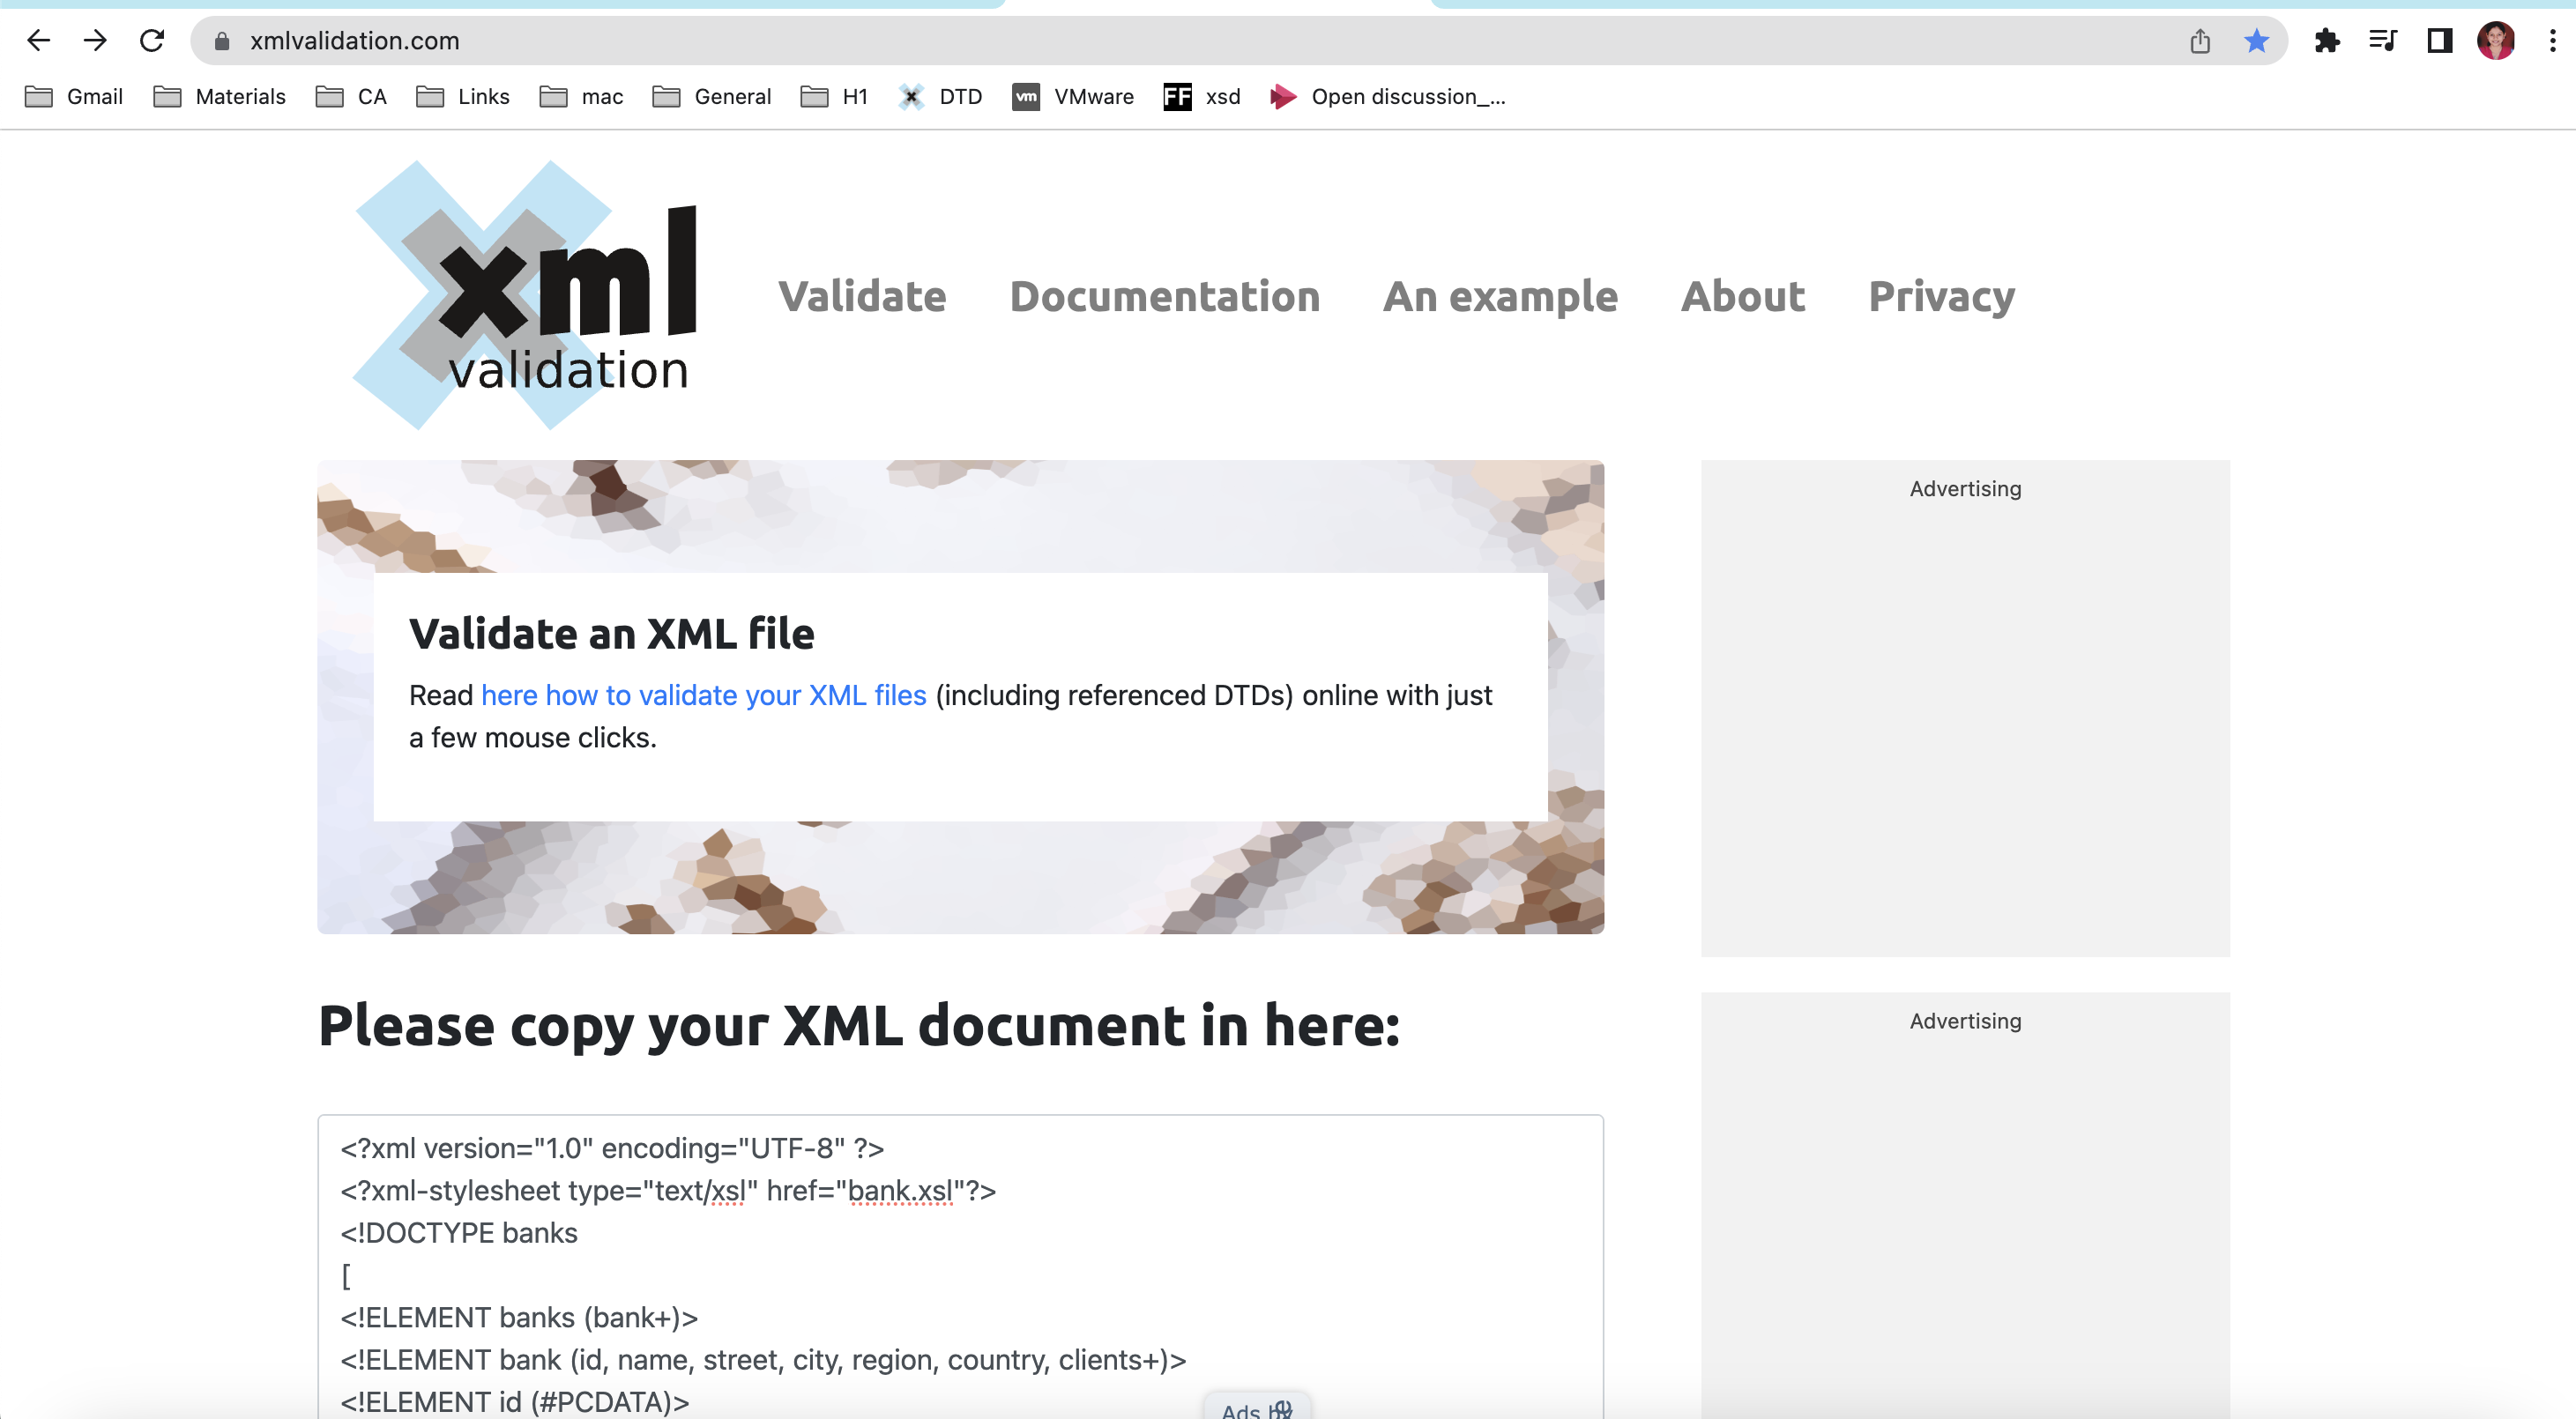 xmlvalidation.com
Gmail Materials CA Links mac General H1 DTD vm VMware FF xsd Open discussion_...
xml
validation
Validate Documentation An example About Privacy
Advertising
Validate an XML file
Read here how to validate your XML files (including referenced DTDs) online with just
a few mouse clicks.
Please copy your XML document in here:
Advertising
<?xml version="1.0" encoding="UTF-8" ?>
<?xml-stylesheet type="text/xsl" href="bank.xsl"?>
<!DOCTYPE banks
[
<!ELEMENT banks (bank+)>
<!ELEMENT bank (id, name, street, city, region, country, clients+)>
<!ELEMENT id (#PCDATA)>
Ads by